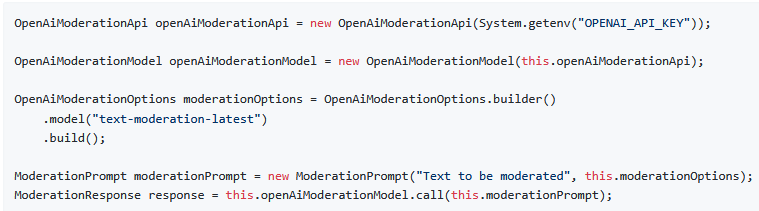 OpenAiModerationApi openAiModerationApi = new OpenAiModerationApi(System.getenv("OPENAI_API_KEY"));
OpenAiModerationModel openAiModerationModel = new OpenAiModerationModel(this.openAiModerationApi);
OpenAiModerationOptions moderationOptions = OpenAiModerationOptions.builder()
    .model("text-moderation-latest")
    .build();
ModerationPrompt moderationPrompt = new ModerationPrompt("Text to be moderated", this.moderationOptions);
ModerationResponse response = this.openAiModerationModel.call(this.moderationPrompt);